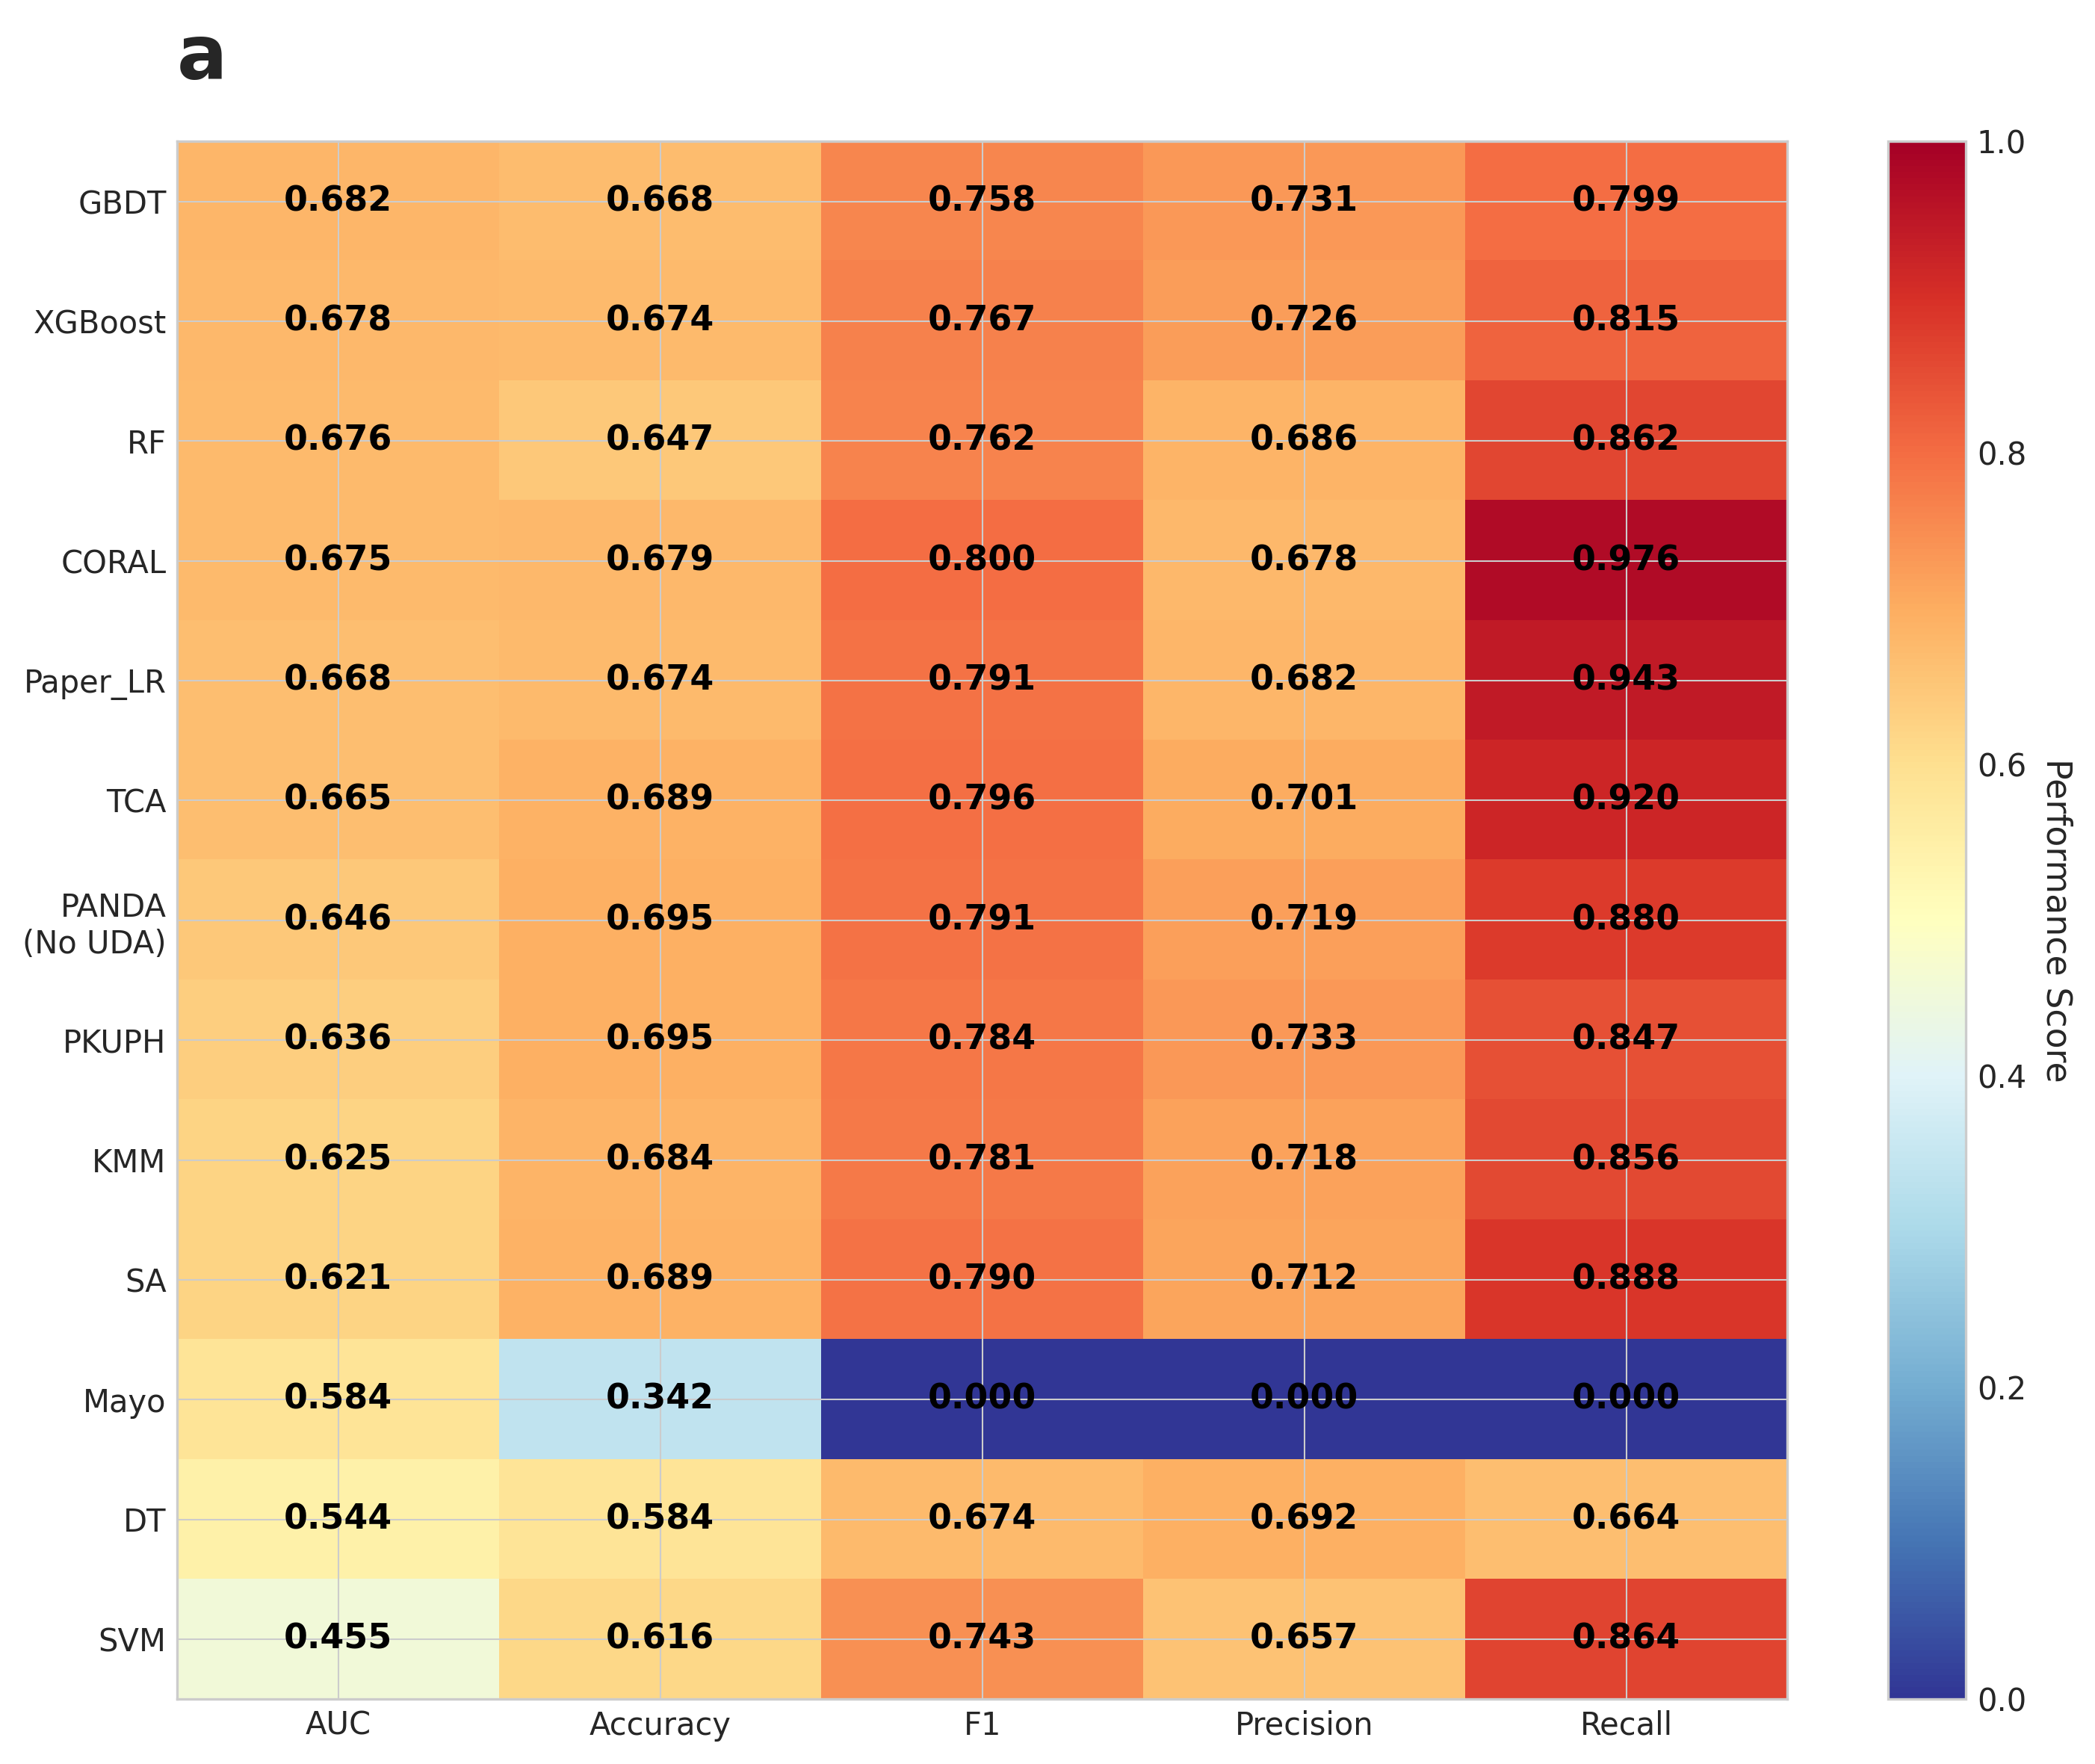 a
GBDT 0.682 0.668 0.758 0.731 0.799
XGBoost 0.678 0.674 0.767 0.726 0.815
RF 0.676 0.647 0.762 0.686 0.862
CORAL 0.675 0.679 0.800 0.678 0.976
Paper_LR 0.668 0.674 0.791 0.682 0.943
TCA 0.665 0.689 0.796 0.701 0.920
PANDA
(No UDA) 0.646 0.695 0.791 0.719 0.880
PKUPH 0.636 0.695 0.784 0.733 0.847
KMM 0.625 0.684 0.781 0.718 0.856
SA 0.621 0.689 0.790 0.712 0.888
Mayo 0.584 0.342 0.000 0.000 0.000
DT 0.544 0.584 0.674 0.692 0.664
SVM 0.455 0.616 0.743 0.657 0.864
AUC Accuracy F1 Precision Recall
1.0
0.8
0.6
0.4
0.2
0.0
Performance Score